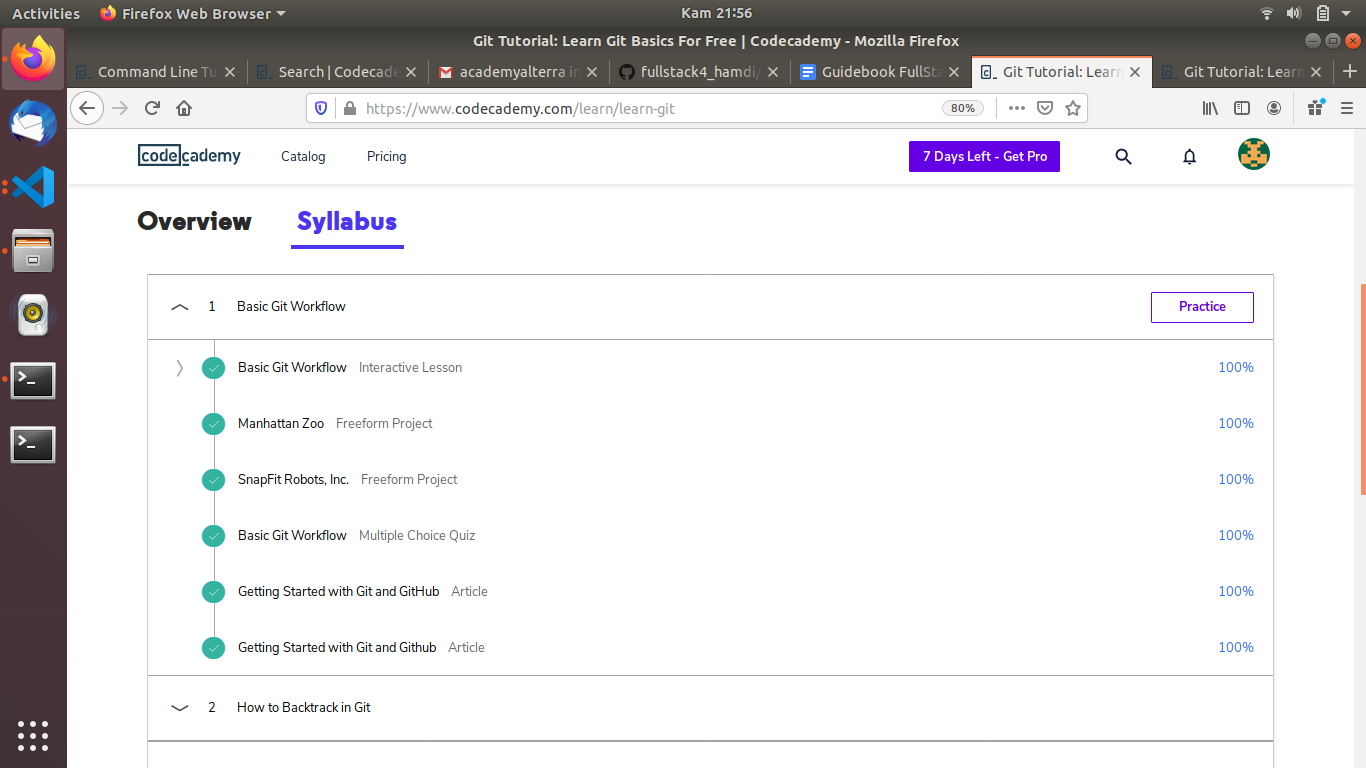 Activities Firefox Web Browser Kam 21:56
Git Tutorial: Learn Git Basics For Free | Codecademy - Mozilla Firefox
Command Line Tu Search | Codecade academyalterra in fullstack4_hamdi/ Guidebook FullSta Git Tutorial: Learn Git Tutorial: Learn
https://www.codecademy.com/learn/learn-git 80%
codecademy Catalog Pricing 7 Days Left - Get Pro
Overview Syllabus
1 Basic Git Workflow Practice
Basic Git Workflow Interactive Lesson 100%
Manhattan Zoo Freeform Project 100%
SnapFit Robots, Inc. Freeform Project 100%
Basic Git Workflow Multiple Choice Quiz 100%
Getting Started with Git and GitHub Article 100%
Getting Started with Git and Github Article 100%
2 How to Backtrack in Git